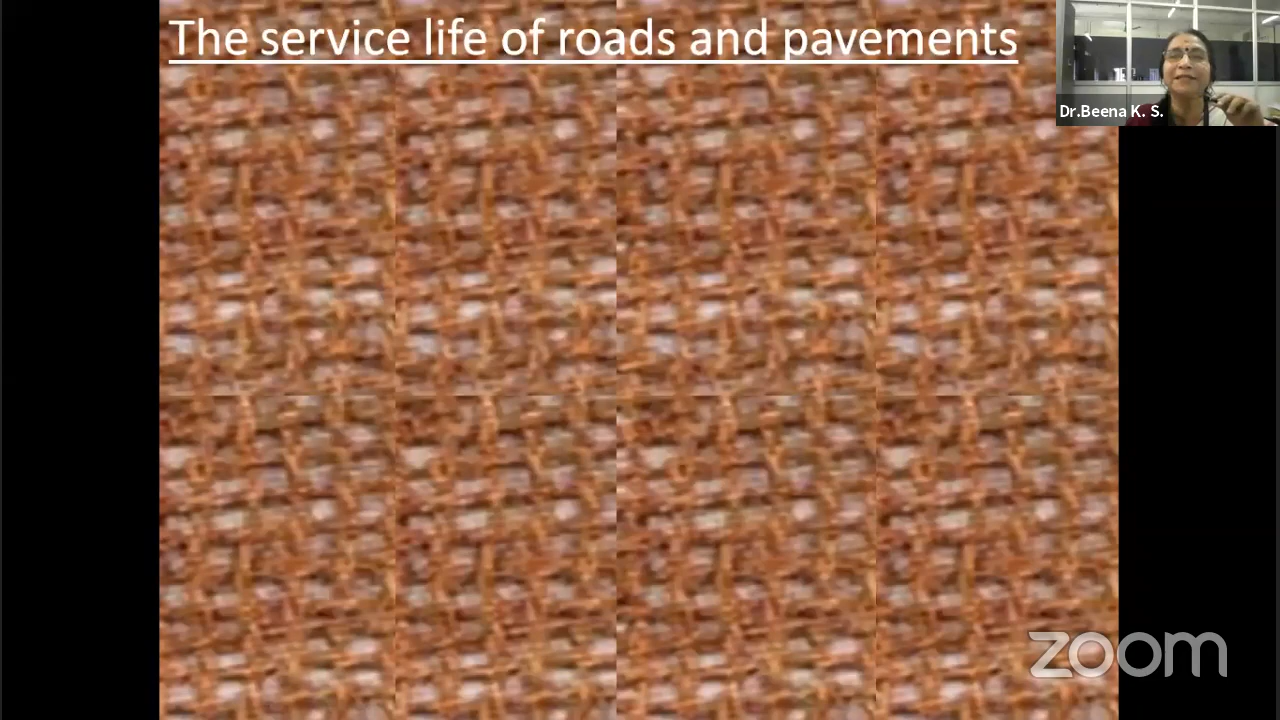 The service life of roads and pavements
Dr.Beena K. S.
zoom